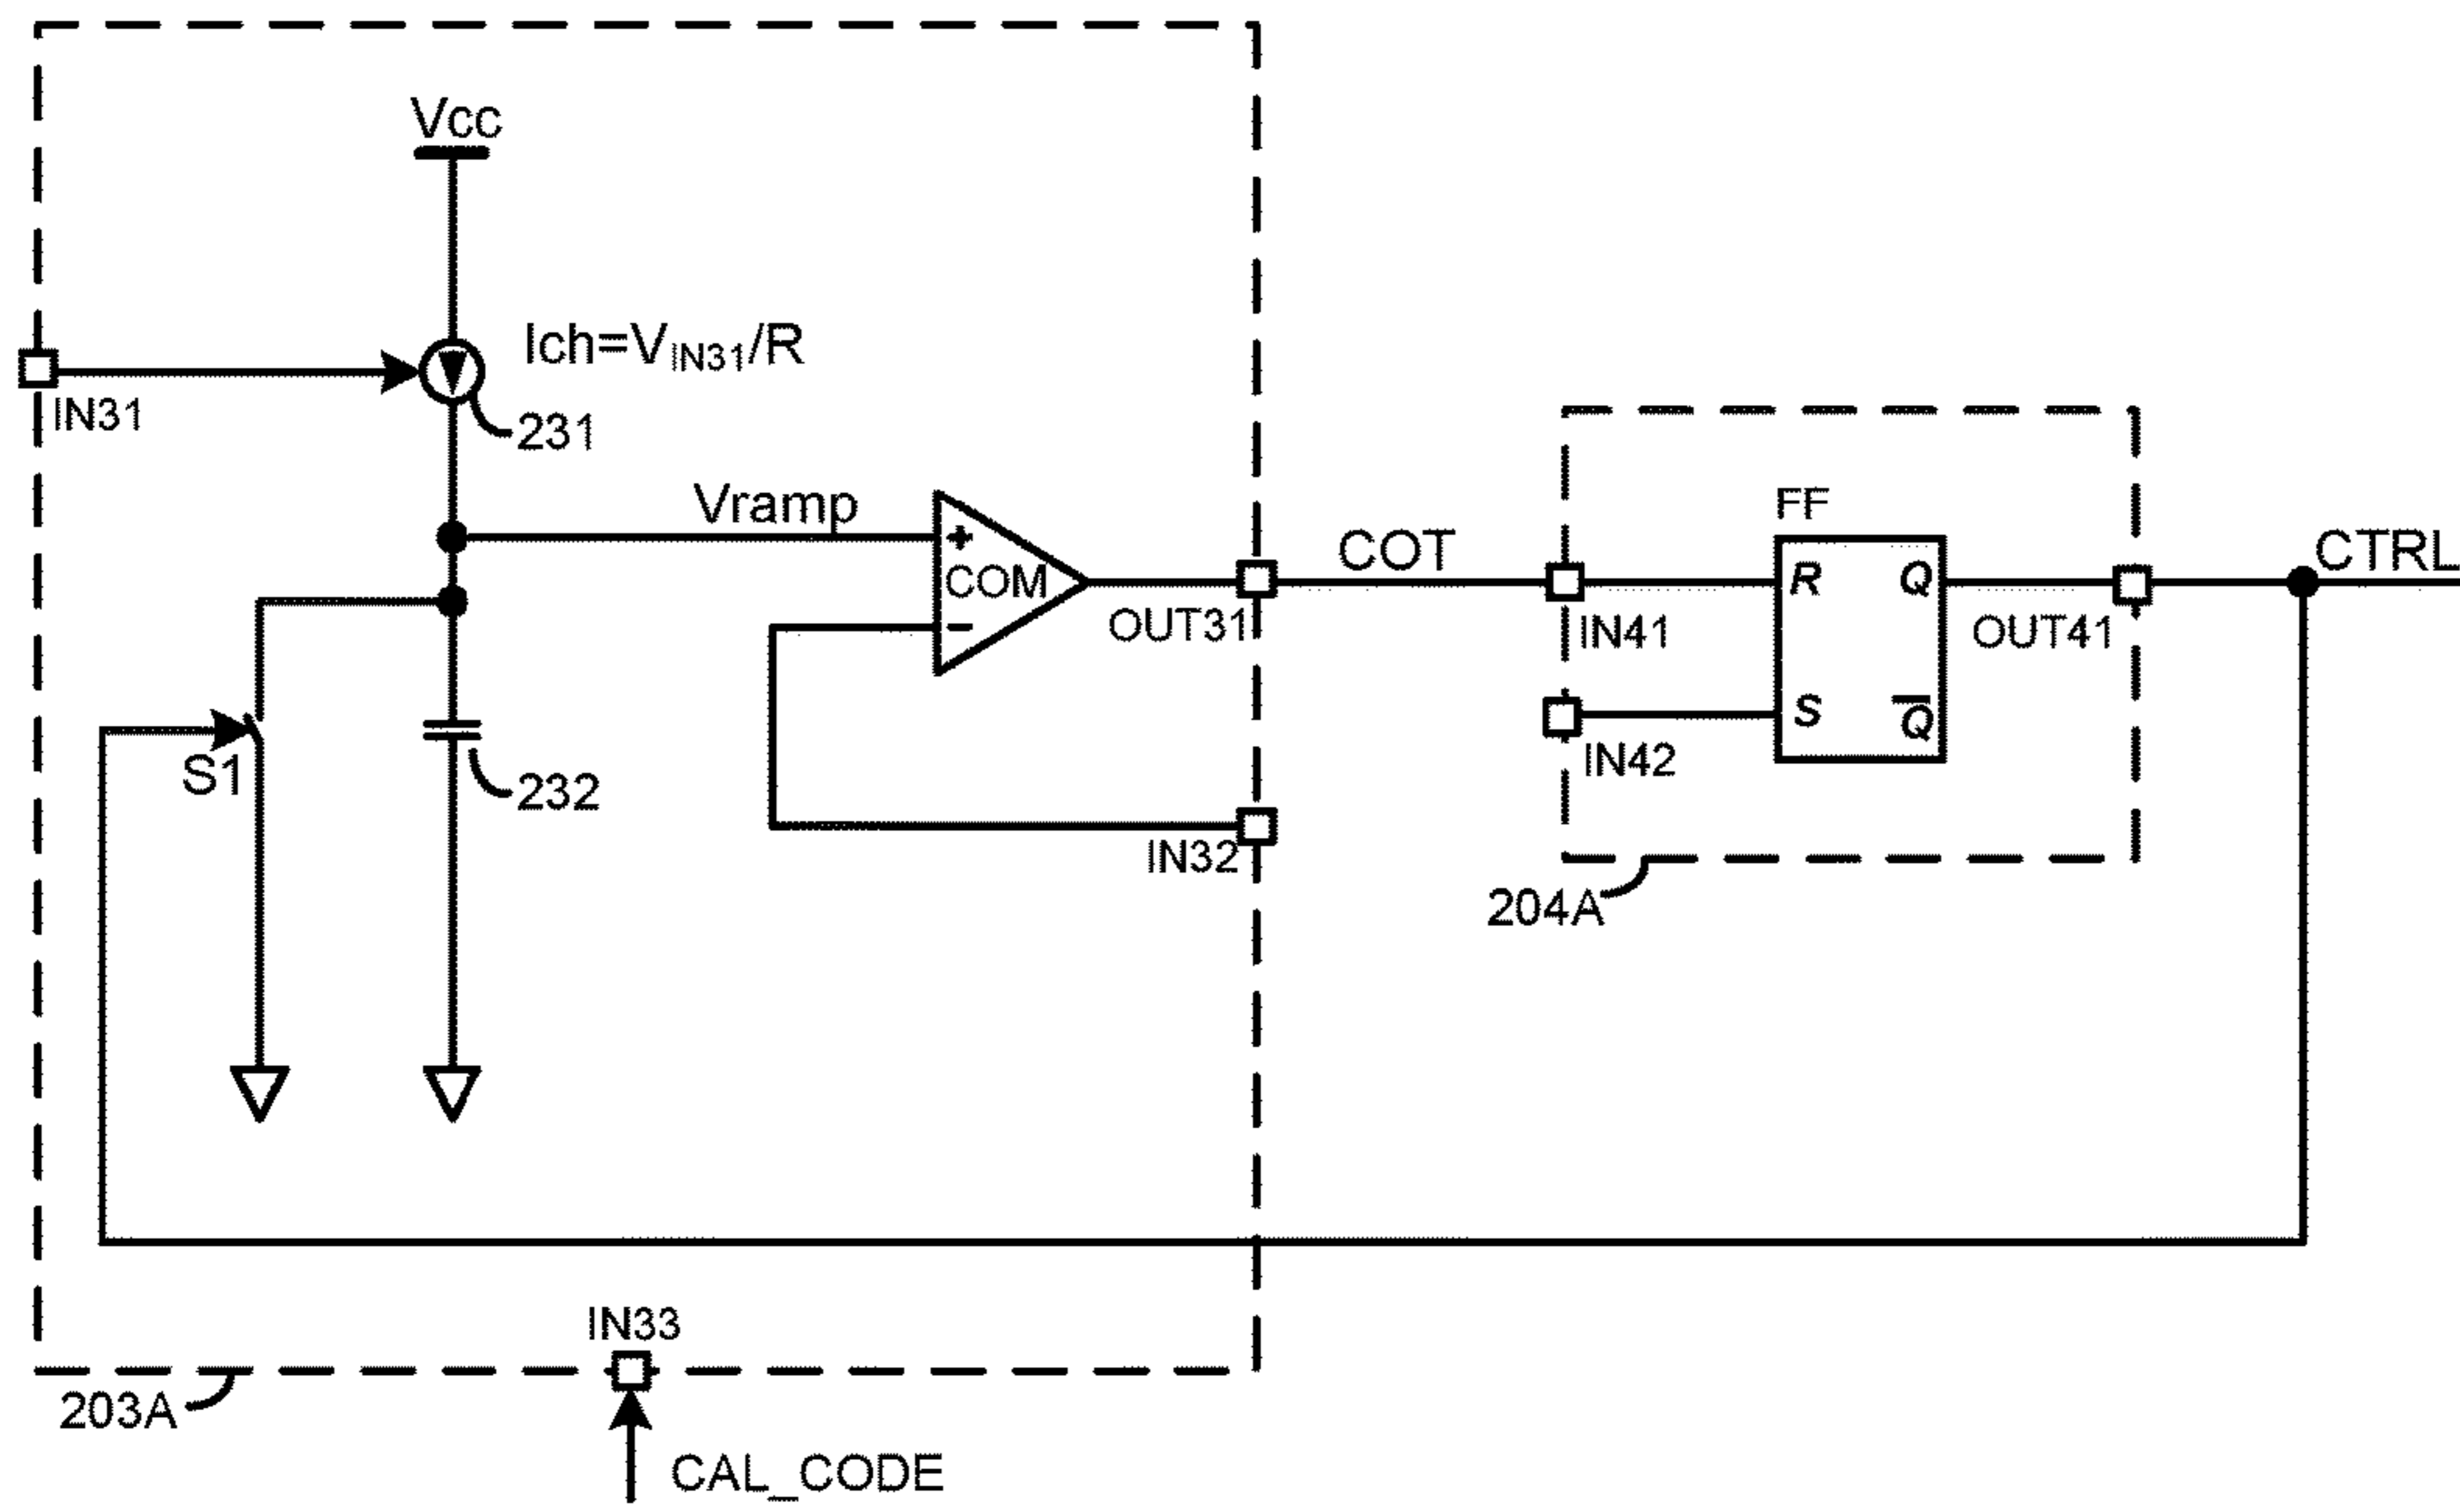 Vcc
Ich=VIN31/R
IN31
231
Vramp
+
COM
−
OUT31
COT
FF
R
Q
CTRL
IN41
OUT41
S
Q̅
IN42
S1
232
IN32
204A
IN33
203A
CAL_CODE